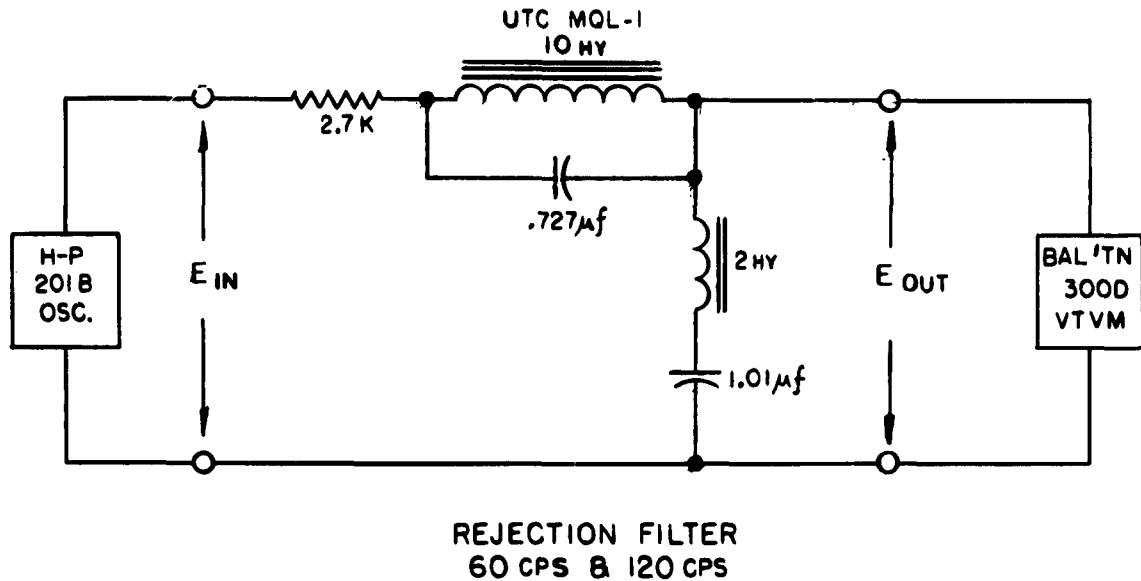 UTC MQL-1
10 HY
2.7 K
.727µf
H-P
201B
OSC.
E IN
2 HY
E OUT
BAL'TN
300D
VTVM
1.01µf
REJECTION FILTER
60 CPS & 120 CPS